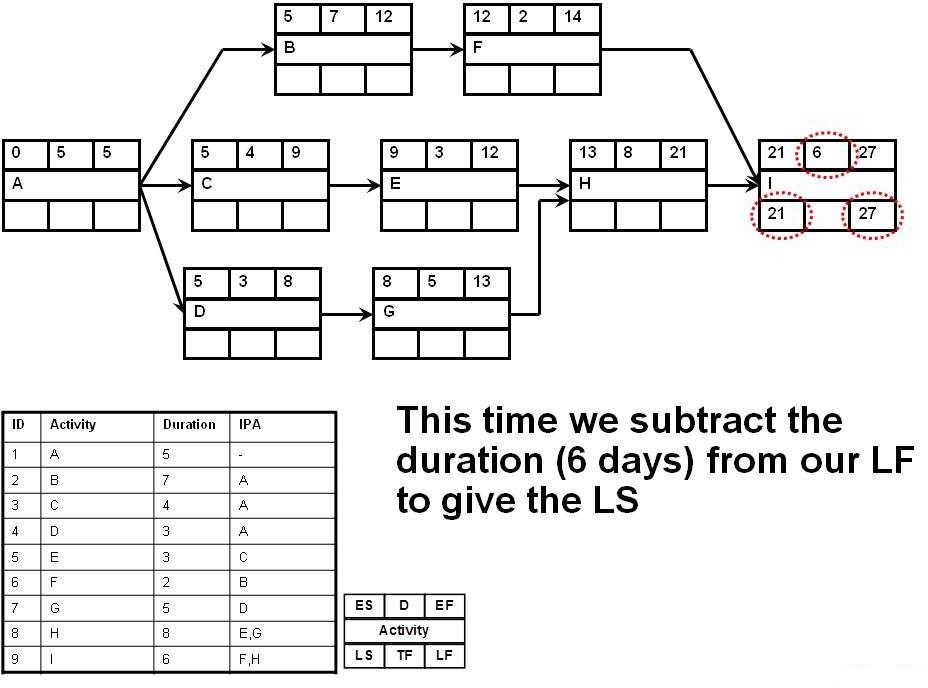 5 7 12
B
12 2 14
F
0 5 5
A
5 4 9
C
9 3 12
E
13 8 21
H
21 6 27
I
21 27
5 3 8
D
8 5 13
G
This time we subtract the
duration (6 days) from our LF
to give the LS
ID Activity Duration IPA
1 A 5 -
2 B 7 A
3 C 4 A
4 D 3 A
5 E 3 C
6 F 2 B
7 G 5 D
8 H 8 E,G
9 I 6 F,H
ES D EF
Activity
LS TF LF